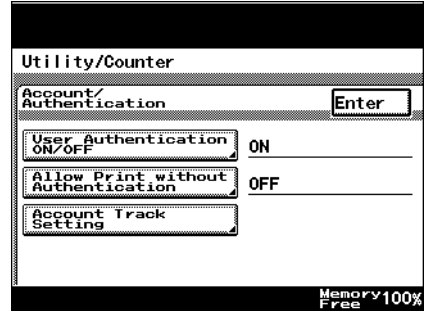 Utility/Counter
Account/
Authentication
Enter
User Authentication
ON/OFF
ON
Allow Print without
Authentication
OFF
Account Track
Setting
Memory
Free
100%